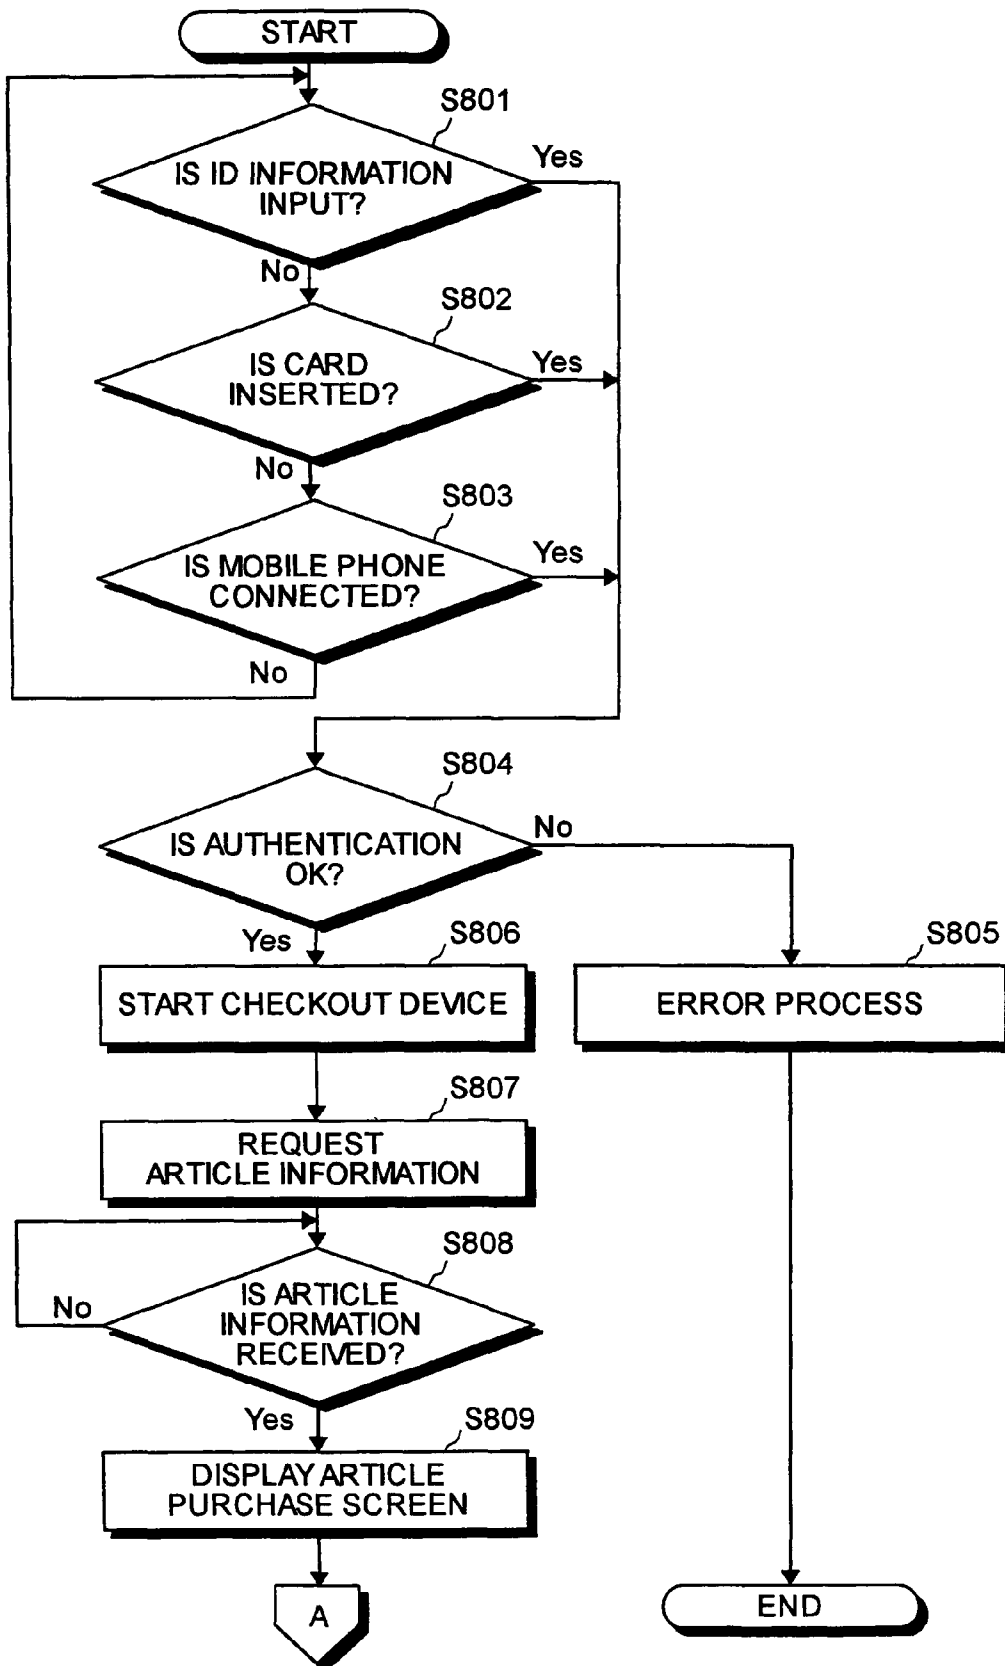 START
S801
IS ID INFORMATION
INPUT?
Yes
No
S802
IS CARD
INSERTED?
Yes
No
S803
IS MOBILE PHONE
CONNECTED?
Yes
No
S804
IS AUTHENTICATION
OK?
No
Yes
S806
START CHECKOUT DEVICE
S805
ERROR PROCESS
S807
REQUEST
ARTICLE INFORMATION
S808
IS ARTICLE
INFORMATION
RECEIVED?
No
Yes
S809
DISPLAY ARTICLE
PURCHASE SCREEN
A
END